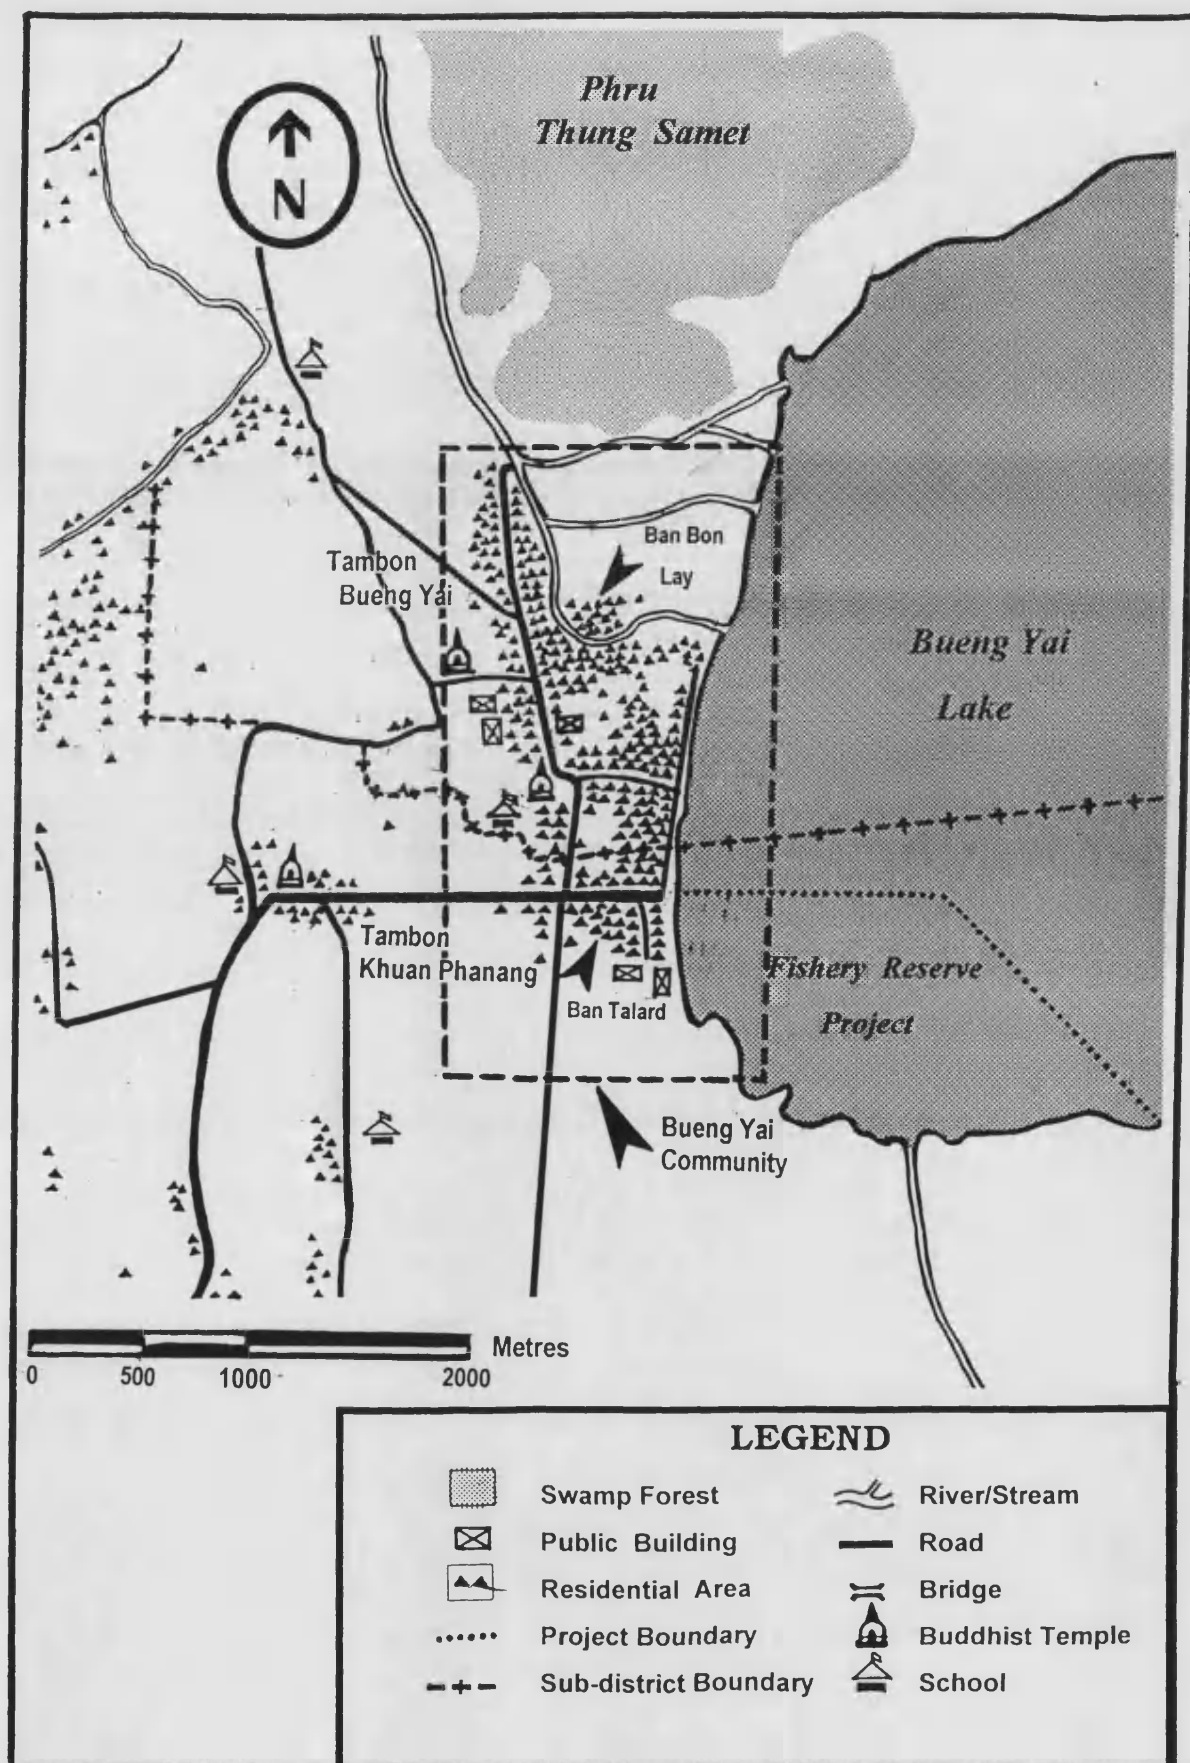 Phru
Thung Samet
N
Ban Bon
Lay
Tambon
Bueng Yai
Bueng Yai
Lake
Tambon
Khuan Phanang
Fishery Reserve
Project
Ban Talard
Bueng Yai
Community
Metres
0 500 1000 2000
LEGEND
Swamp Forest
River/Stream
Public Building
Road
Residential Area
Bridge
Project Boundary
Buddhist Temple
Sub-district Boundary
School